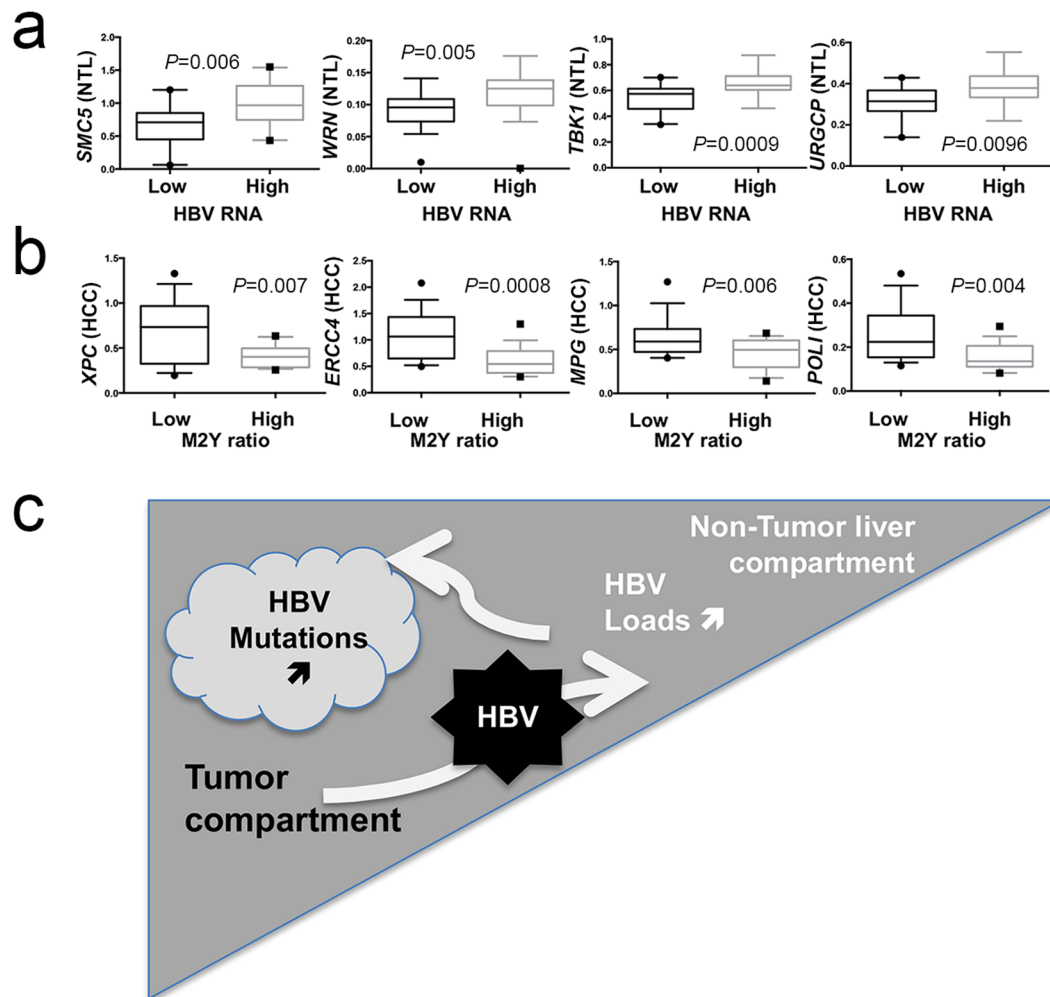 a
SMC5 (NTL)
1.5
1.0
0.5
0.0
P=0.006
Low High
HBV RNA
WRN (NTL)
0.20
0.15
0.10
0.05
0.00
P=0.005
Low High
HBV RNA
TBK1 (NTL)
1.0
0.8
0.6
0.4
0.2
0.0
P=0.0009
Low High
HBV RNA
URGCP (NTL)
0.6
0.4
0.2
0.0
P=0.0096
Low High
HBV RNA
b
XPC (HCC)
1.5
1.0
0.5
0.0
P=0.007
Low High
M2Y ratio
ERCC4 (HCC)
2.5
2.0
1.5
1.0
0.5
0.0
P=0.0008
Low High
M2Y ratio
MPG (HCC)
1.5
1.0
0.5
0.0
P=0.006
Low High
M2Y ratio
POLI (HCC)
0.6
0.4
0.2
0.0
P=0.004
Low High
M2Y ratio
c
Non-Tumor liver
compartment
HBV
Loads
HBV
Mutations
HBV
Tumor
compartment